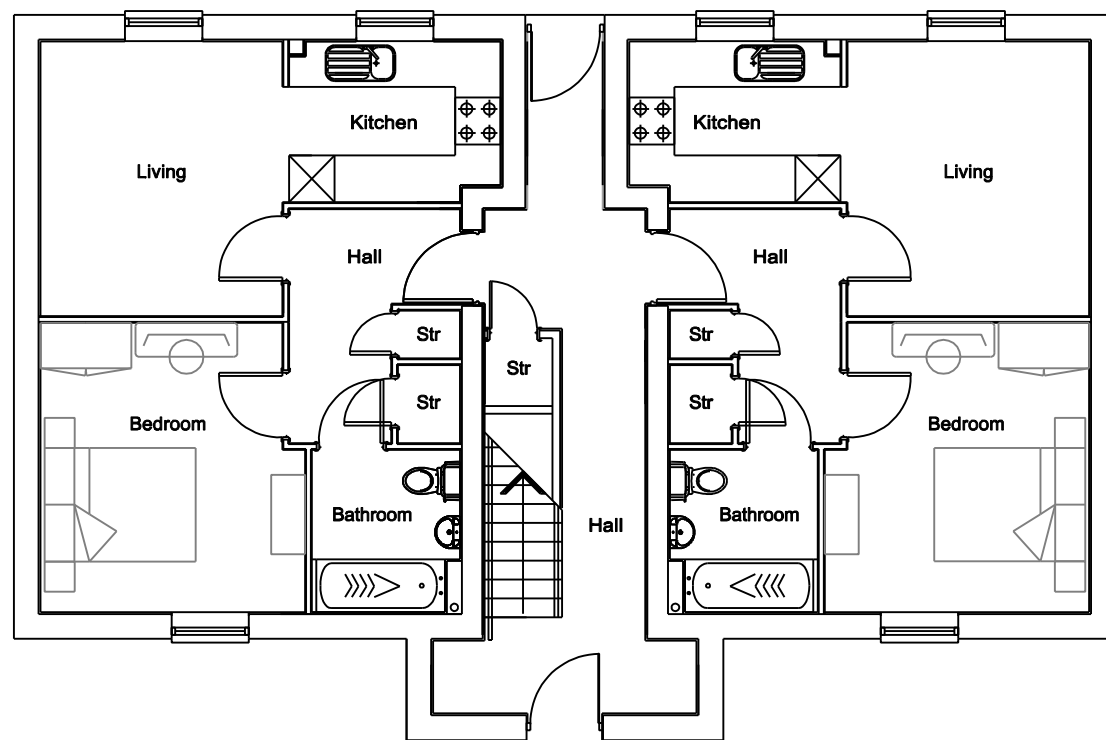 Kitchen
Kitchen
Living
Living
Hall
Hall
Str
Str
Str
Str
Str
Bedroom
Bedroom
Bathroom
Bathroom
Hall